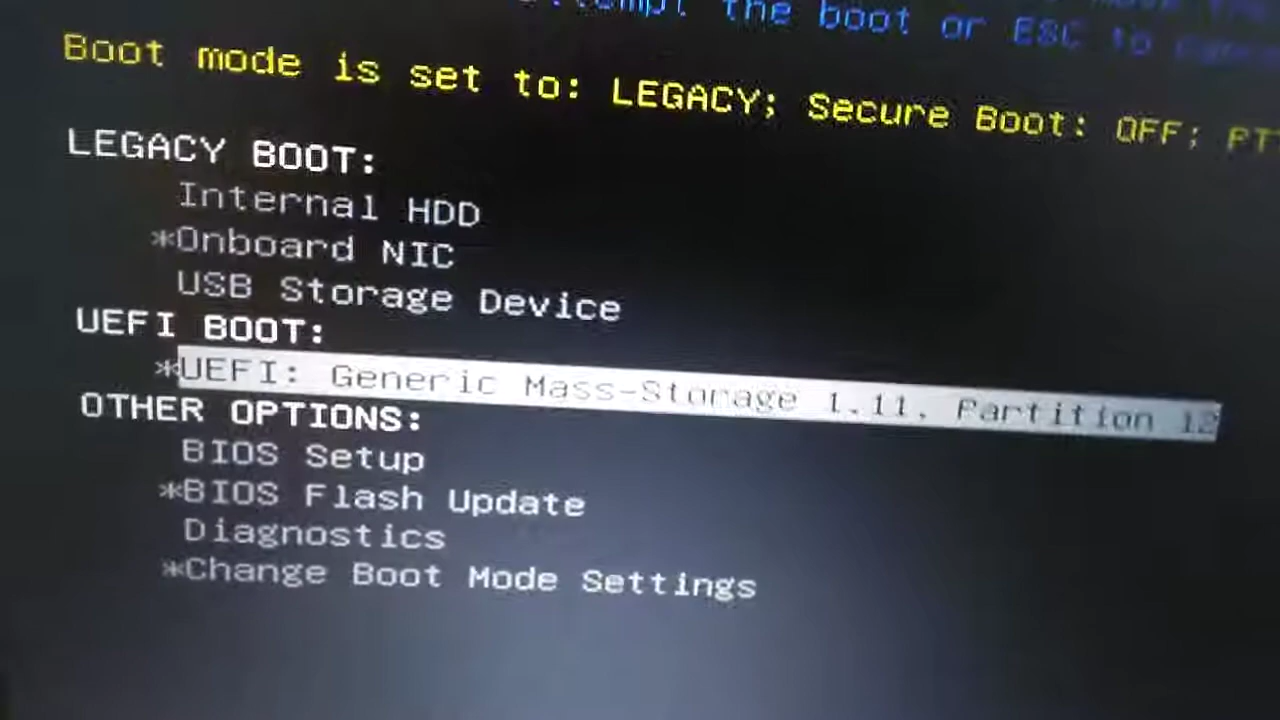 the boot or ESC to
Boot mode is set to: LEGACY; Secure Boot: OFF;
LEGACY BOOT:
Internal HDD
*Onboard NIC
USB Storage Device
UEFI BOOT:
*UEFI: Generic Mass-Storage 1.11, Partition 12
OTHER OPTIONS:
BIOS Setup
*BIOS Flash Update
Diagnostics
*Change Boot Mode Settings